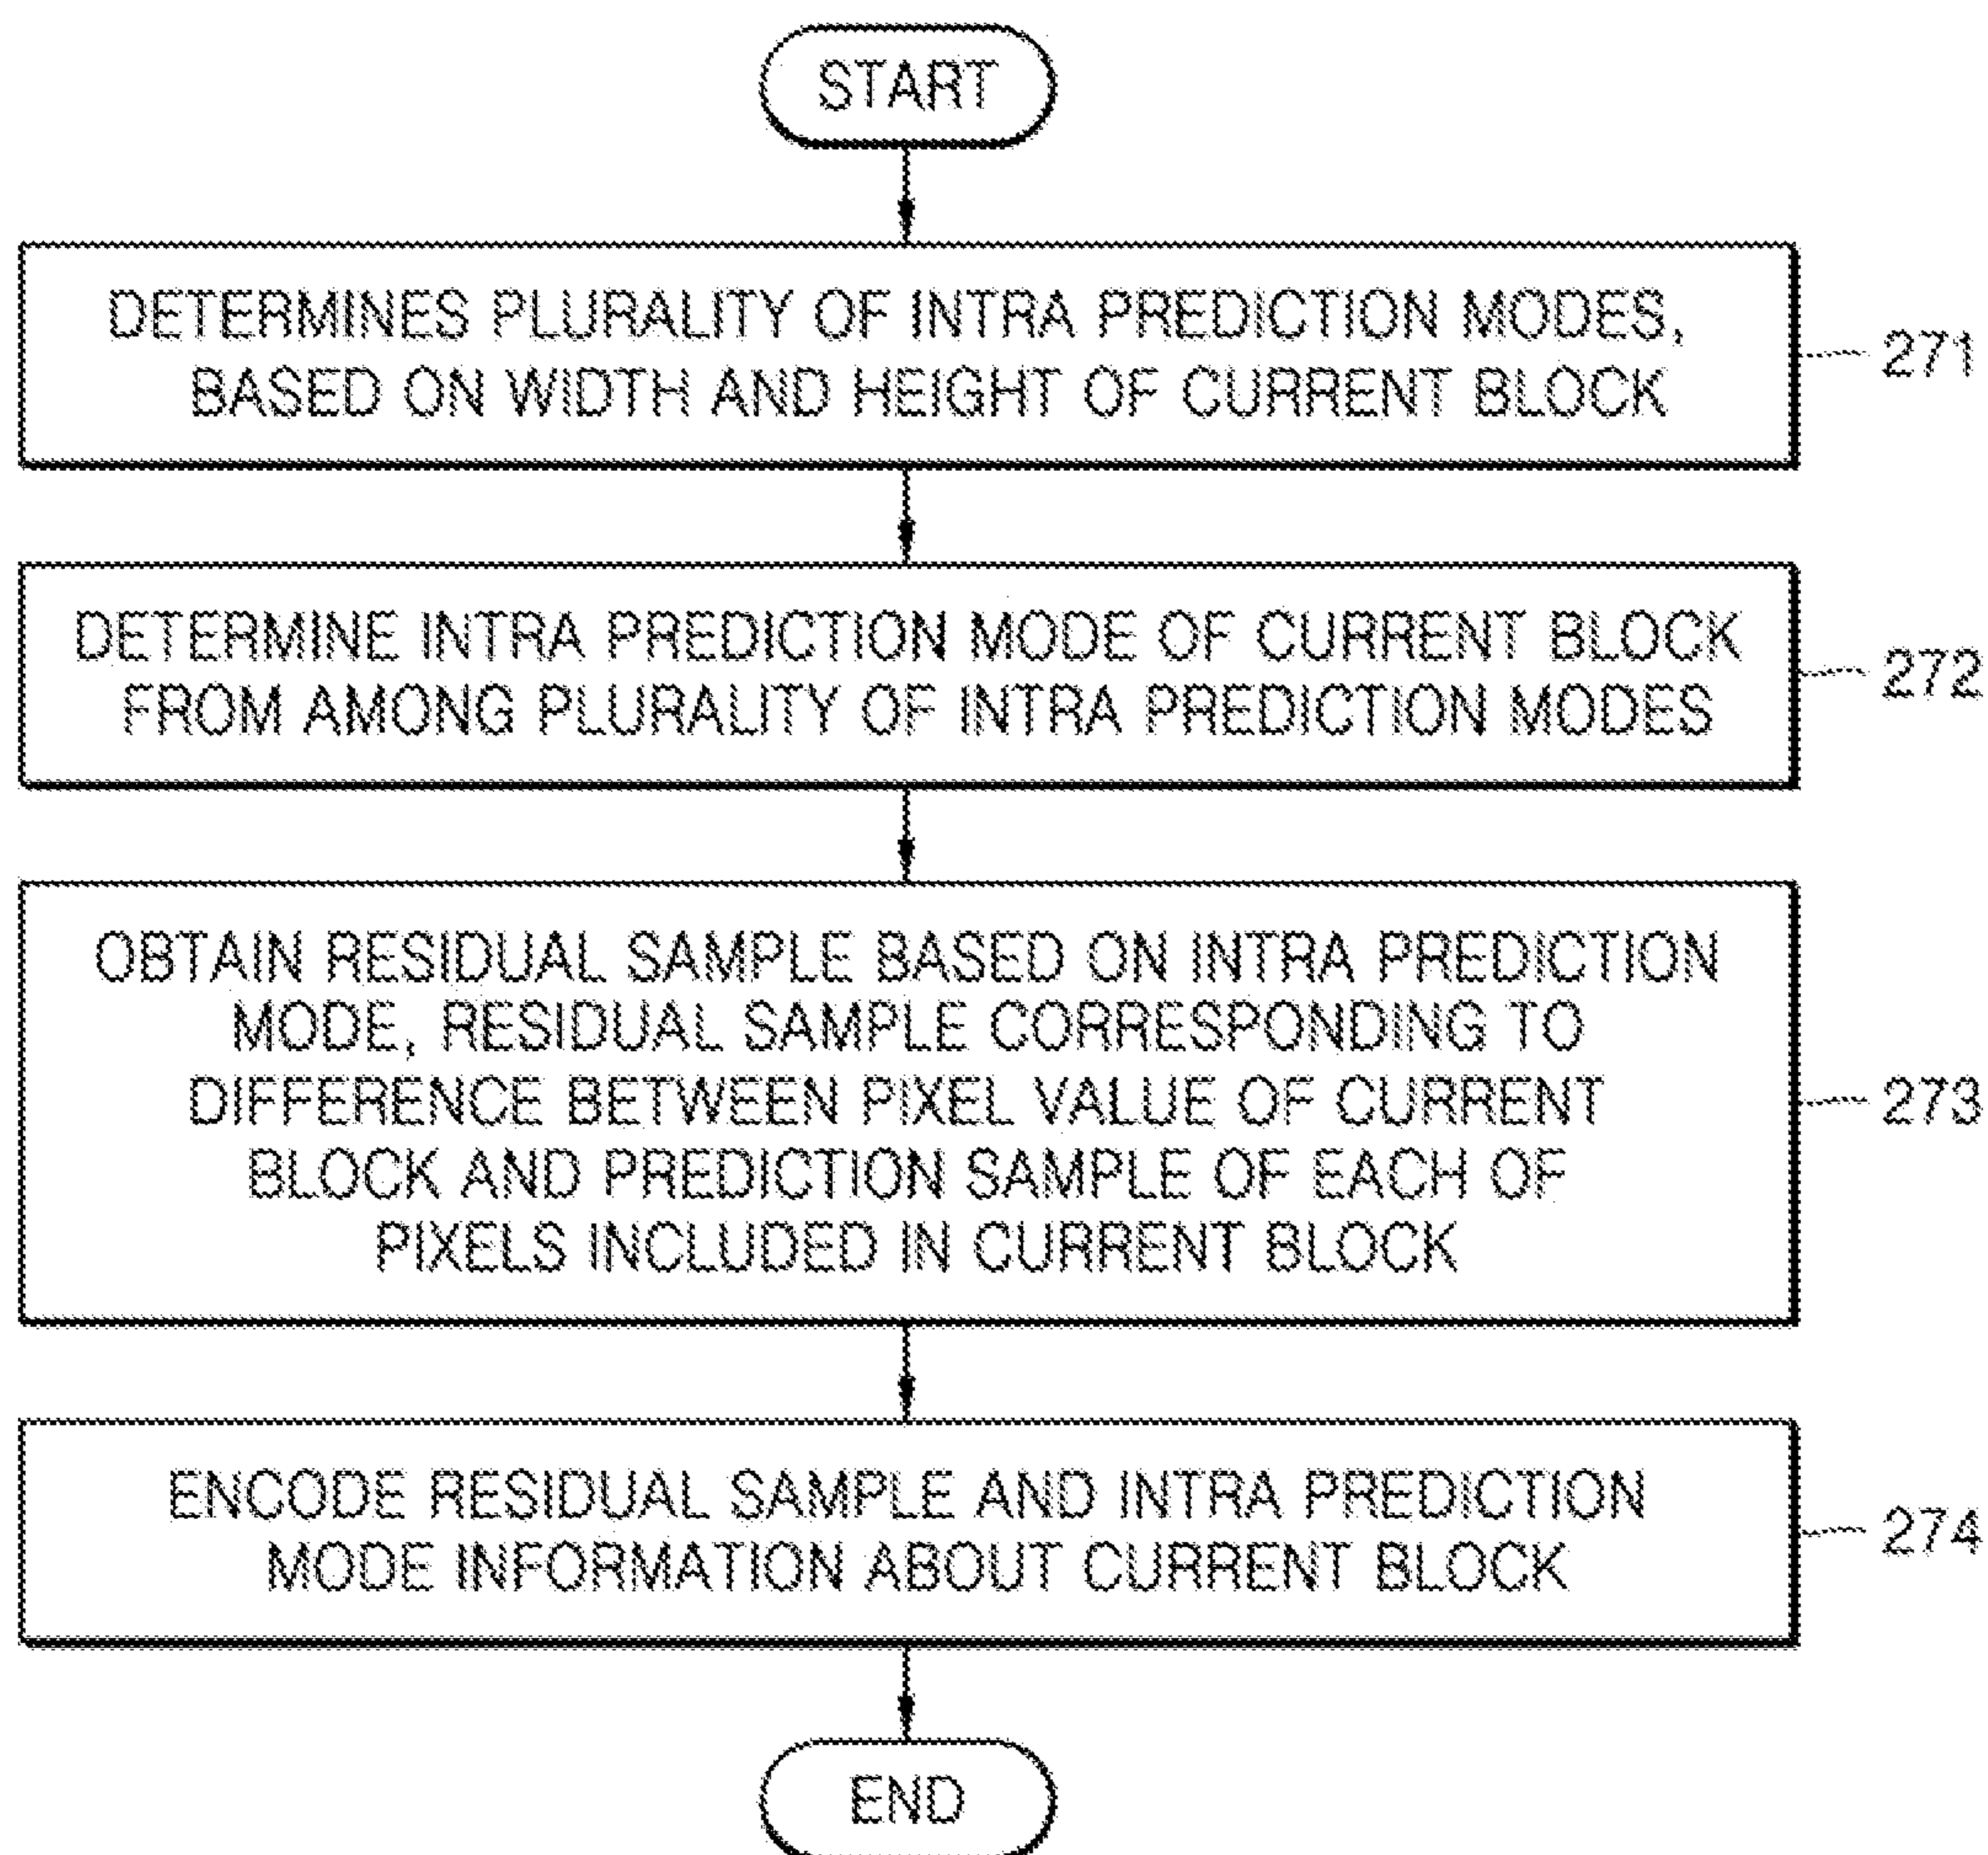 START
DETERMINES PLURALITY OF INTRA PREDICTION MODES,
BASED ON WIDTH AND HEIGHT OF CURRENT BLOCK
271
DETERMINE INTRA PREDICTION MODE OF CURRENT BLOCK
FROM AMONG PLURALITY OF INTRA PREDICTION MODES
272
OBTAIN RESIDUAL SAMPLE BASED ON INTRA PREDICTION
MODE, RESIDUAL SAMPLE CORRESPONDING TO
DIFFERENCE BETWEEN PIXEL VALUE OF CURRENT
BLOCK AND PREDICTION SAMPLE OF EACH OF
PIXELS INCLUDED IN CURRENT BLOCK
273
ENCODE RESIDUAL SAMPLE AND INTRA PREDICTION
MODE INFORMATION ABOUT CURRENT BLOCK
274
END